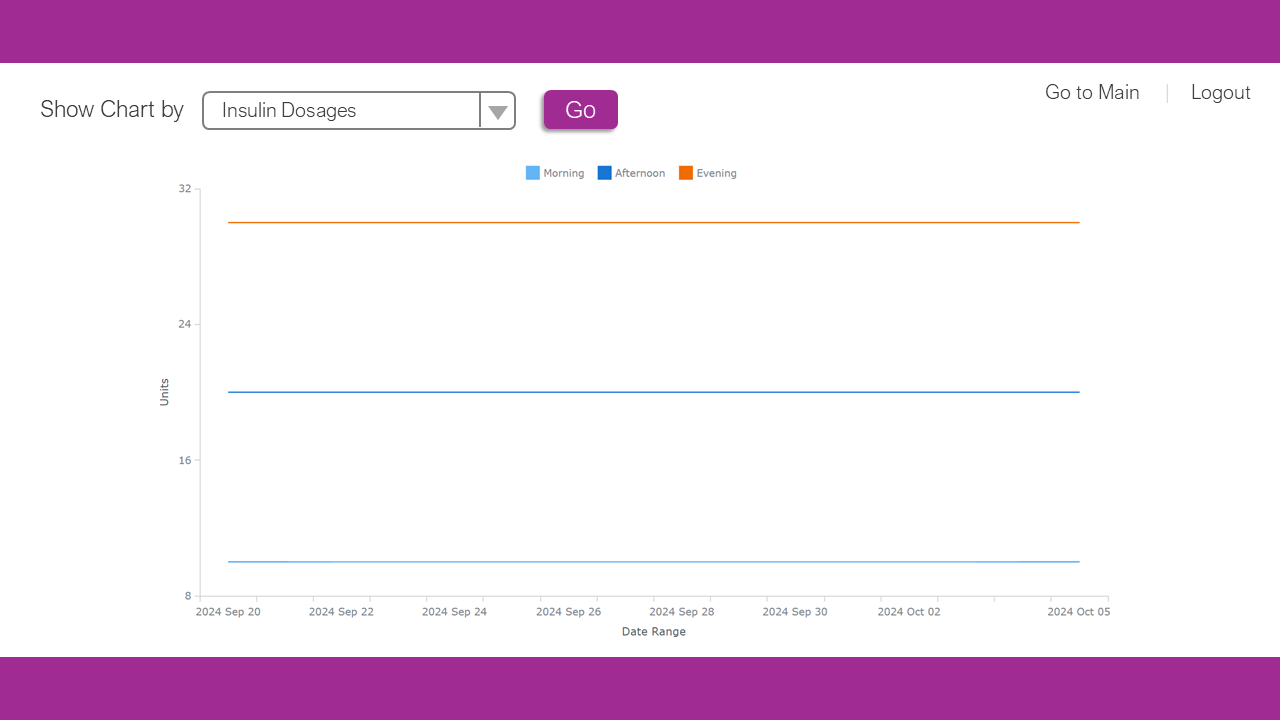 Show Chart by
Insulin Dosages
Go
Go to Main
Logout
Morning
Afternoon
Evening
32
24
16
8
Units
2024 Sep 20
2024 Sep 22
2024 Sep 24
2024 Sep 26
2024 Sep 28
2024 Sep 30
2024 Oct 02
2024 Oct 05
Date Range